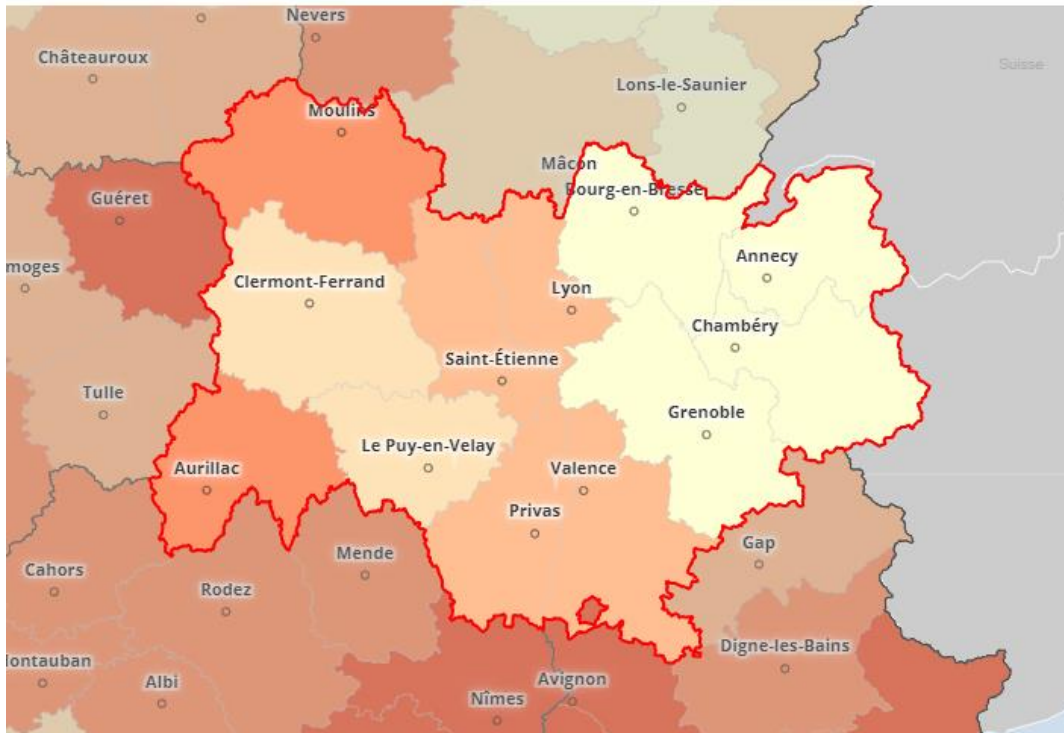 Nevers
Châteauroux
Suisse
Lons-le-Saunier
Moulins
Mâcon
Bourg-en-Bresse
Guéret
Annecy
moges
Clermont-Ferrand
Lyon
Chambéry
Saint-Étienne
Tulle
Grenoble
Le Puy-en-Velay
Aurillac
Valence
Privas
Gap
Mende
Cahors
Rodez
Digne-les-Bains
Montauban
Albi
Avignon
Nîmes